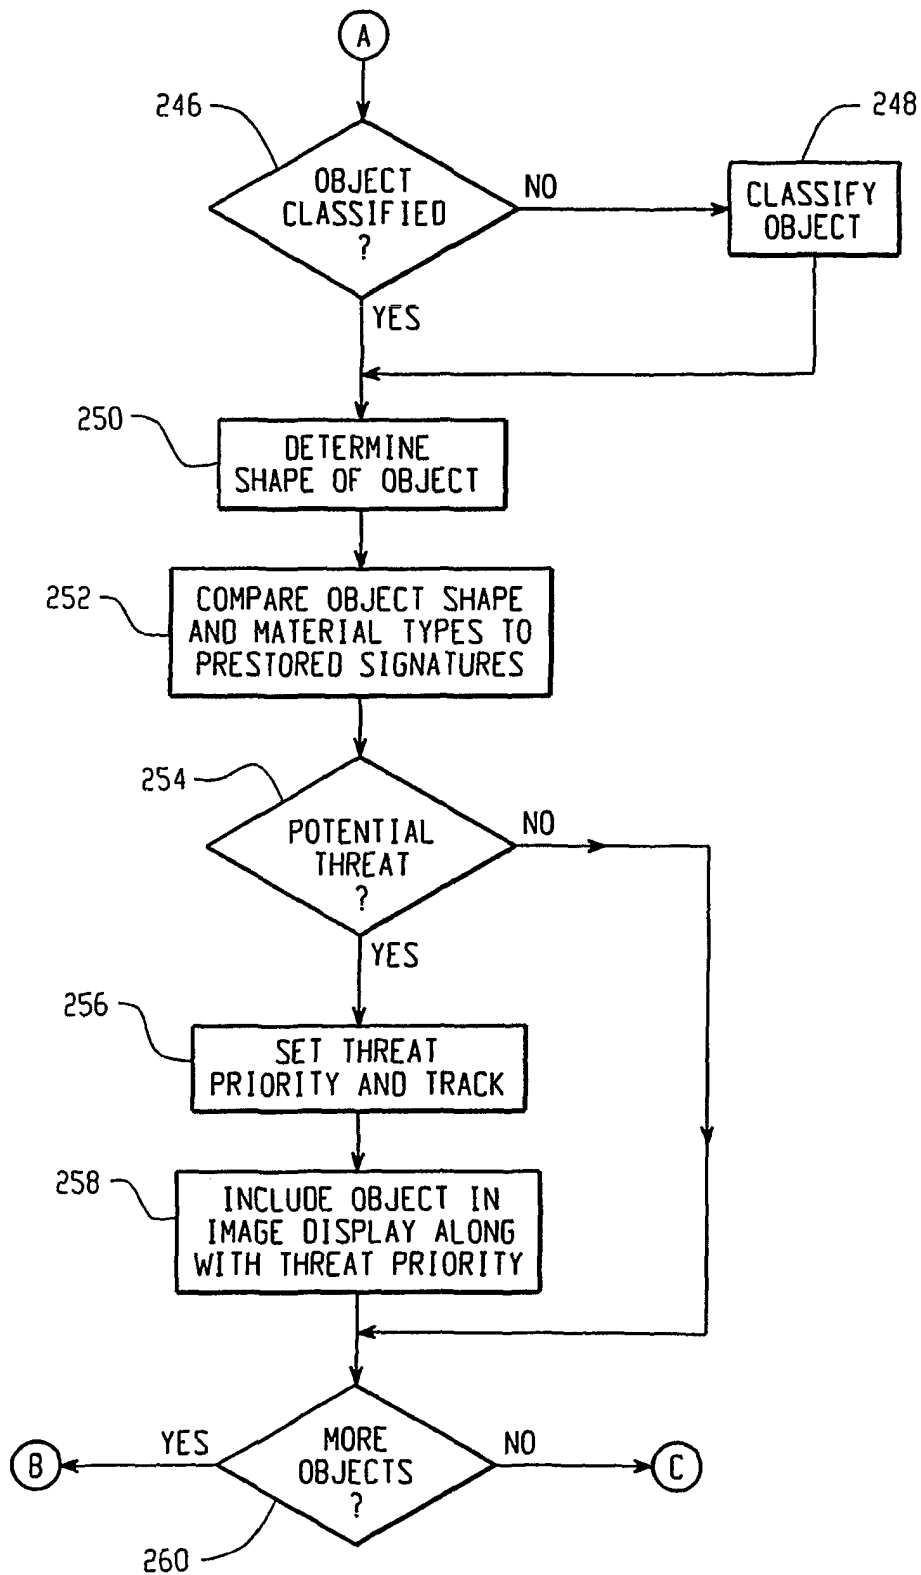 A
246
OBJECT
CLASSIFIED
?
NO
248
CLASSIFY
OBJECT
YES
250
DETERMINE
SHAPE OF OBJECT
252
COMPARE OBJECT SHAPE
AND MATERIAL TYPES TO
PRESTORED SIGNATURES
254
POTENTIAL
THREAT
?
NO
YES
256
SET THREAT
PRIORITY AND TRACK
258
INCLUDE OBJECT IN
IMAGE DISPLAY ALONG
WITH THREAT PRIORITY
B
YES
MORE
OBJECTS
?
NO
C
260